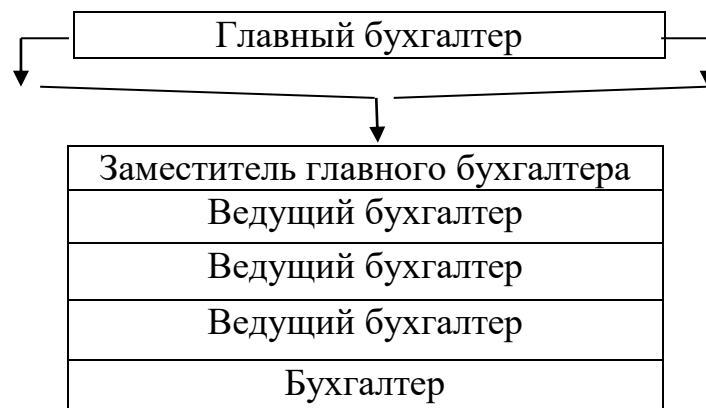 Главный бухгалтер
Заместитель главного бухгалтера
Ведущий бухгалтер
Ведущий бухгалтер
Ведущий бухгалтер
Бухгалтер